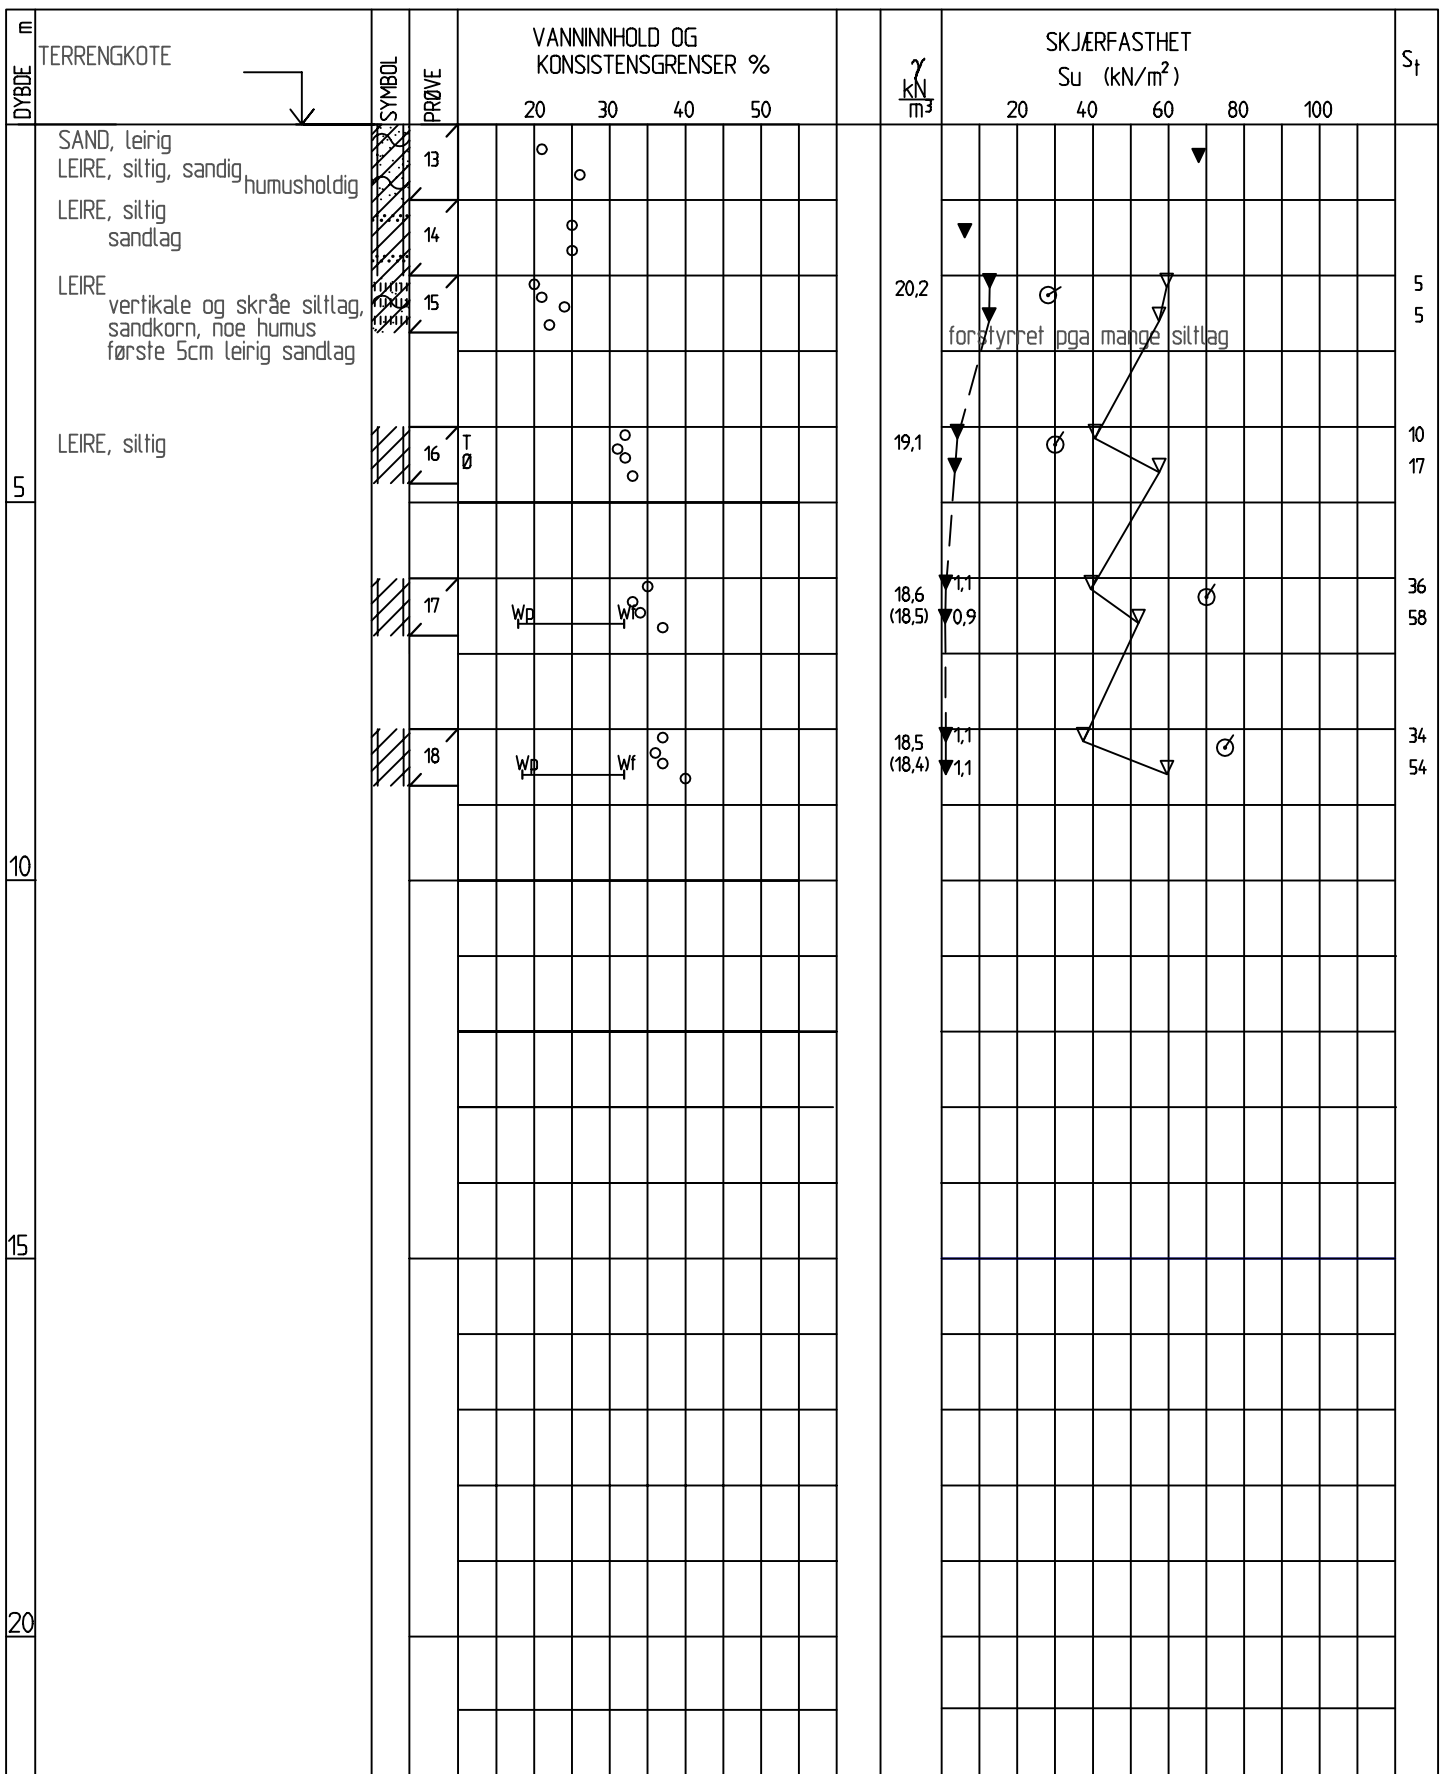 m
DYBDE
TERRENGKOTE
SYMBOL
PRØVE
VANNINNHOLD OG
KONSISTENSGRENSER %
20 30 40 50
γ
kN
m³
SKJÆRFASTHET
Su (kN/m²)
20 40 60 80 100
St
SAND, leirig
LEIRE, siltig, sandig
humusholdig
13
LEIRE, siltig
sandlag
14
LEIRE
vertikale og skråe siltlag,
sandkorn, noe humus
første 5cm leirig sandlag
15
20,2
5
5
forstyrret pga mange siltlag
LEIRE, siltig
16
T
Ø
19,1
10
17
5
17
Wp Wf
18,6
(18,5)
1,1
0,9
36
58
18
Wp Wf
18,5
(18,4)
1,1
1,1
34
54
10
15
20